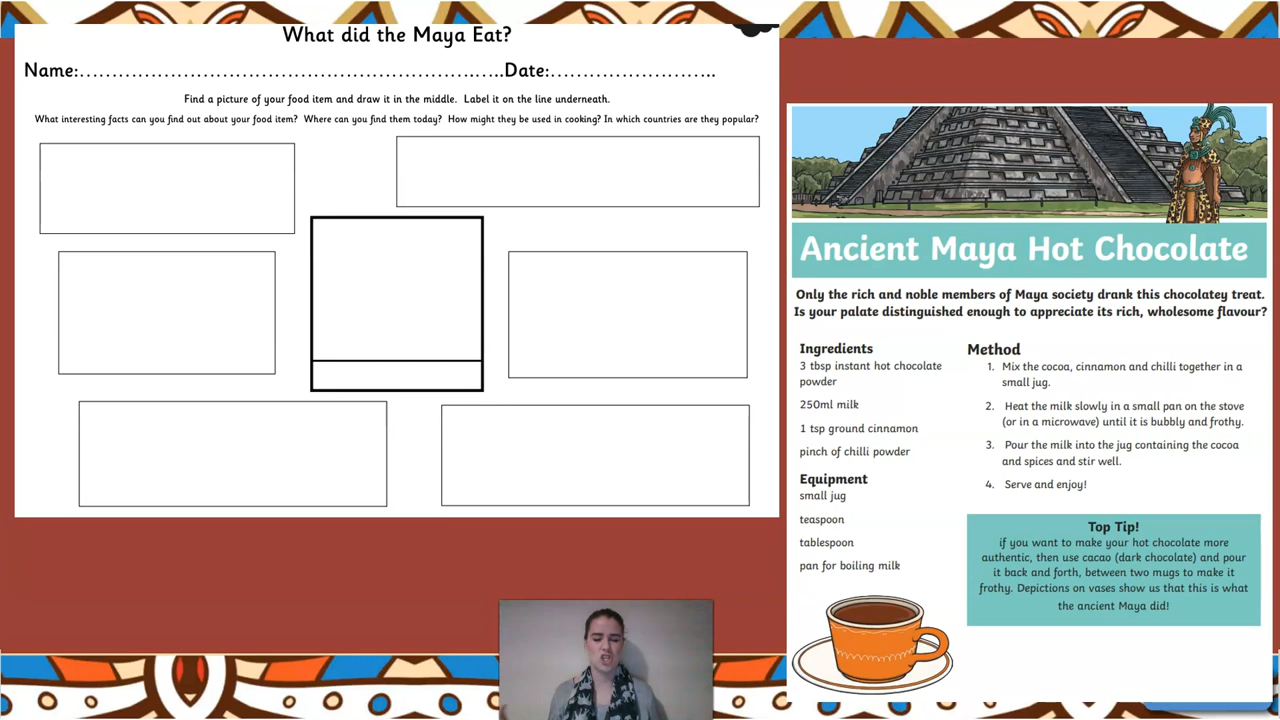 What did the Maya Eat?
Name:……………………………………………………..…..Date:……………………..
Find a picture of your food item and draw it in the middle. Label it on the line underneath.
What interesting facts can you find out about your food item? Where can you find them today? How might they be used in cooking? In which countries are they popular?
Ancient Maya Hot Chocolate
Only the rich and noble members of Maya society drank this chocolatey treat.
Is your palate distinguished enough to appreciate its rich, wholesome flavour?
Ingredients
3 tbsp instant hot chocolate
powder
250ml milk
1 tsp ground cinnamon
pinch of chilli powder
Equipment
small jug
teaspoon
tablespoon
pan for boiling milk
Method
1. Mix the cocoa, cinnamon and chilli together in a
small jug.
2. Heat the milk slowly in a small pan on the stove
(or in a microwave) until it is bubbly and frothy.
3. Pour the milk into the jug containing the cocoa
and spices and stir well.
4. Serve and enjoy!
Top Tip!
if you want to make your hot chocolate more
authentic, then use cacao (dark chocolate) and pour
it back and forth, between two mugs to make it
frothy. Depictions on vases show us that this is what
the ancient Maya did!